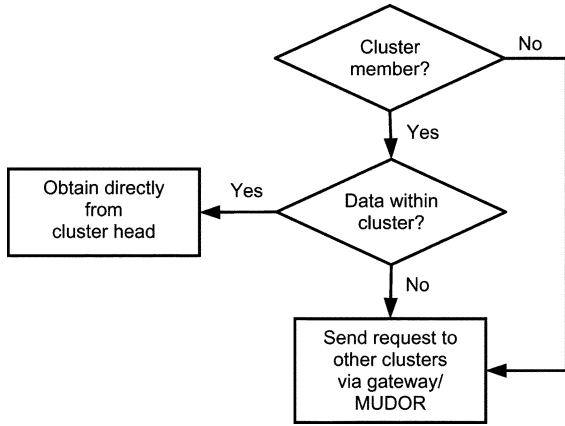 Cluster
member?
No
Yes
Data within
cluster?
Yes
Obtain directly
from
cluster head
No
Send request to
other clusters
via gateway/
MUDOR